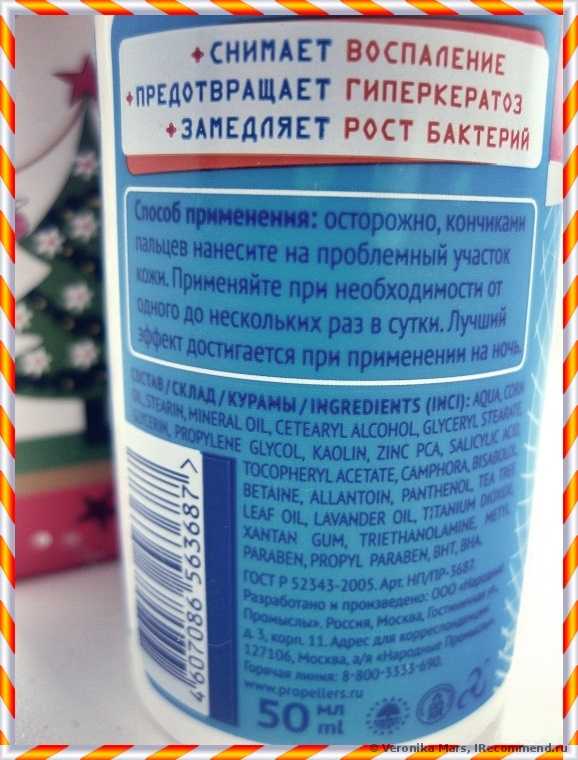 + СНИМАЕТ ВОСПАЛЕНИЕ
+ ПРЕДОТВРАЩАЕТ ГИПЕРКЕРАТОЗ
+ ЗАМЕДЛЯЕТ РОСТ БАКТЕРИЙ
Способ применения: осторожно, кончиками
пальцев нанесите на проблемный участок
кожи. Применяйте при необходимости от
одного до нескольких раз в сутки. Лучший
эффект достигается при применении на ночь.
СОСТАВ / СКЛАД / КУРАМЫ / INGREDIENTS (INCI): AQUA, CORN
OIL, STEARIN, MINERAL OIL, CETEARYL ALCOHOL, GLYCERYL STEARATE,
GLYCERIN, PROPYLENE GLYCOL, KAOLIN, ZINC PCA, SALICYLIC ACID,
TOCOPHERYL ACETATE, CAMPHORA, BISABOLOL,
BETAINE, ALLANTOIN, PANTHENOL, TEA TREE
LEAF OIL, LAVANDER OIL, TITANIUM DIOXIDE,
XANTAN GUM, TRIETHANOLAMINE, METYL
PARABEN, PROPYL PARABEN, BHT, BHA.
ГОСТ Р 52343-2005. Арт. НП/ПР-3687.
Разработано и произведено: ООО «Народные
Промыслы». Россия, Москва, Гостиничная ул.,
д. 3, корп. 11. Адрес для корреспонденции:
127106, Москва, а/я «Народные Промыслы».
Горячая линия: 8-800-3333-690.
www.propellers.ru
50 МЛ
ml
4 607086 563687 >
© Veronika Mars, IRecommend.ru